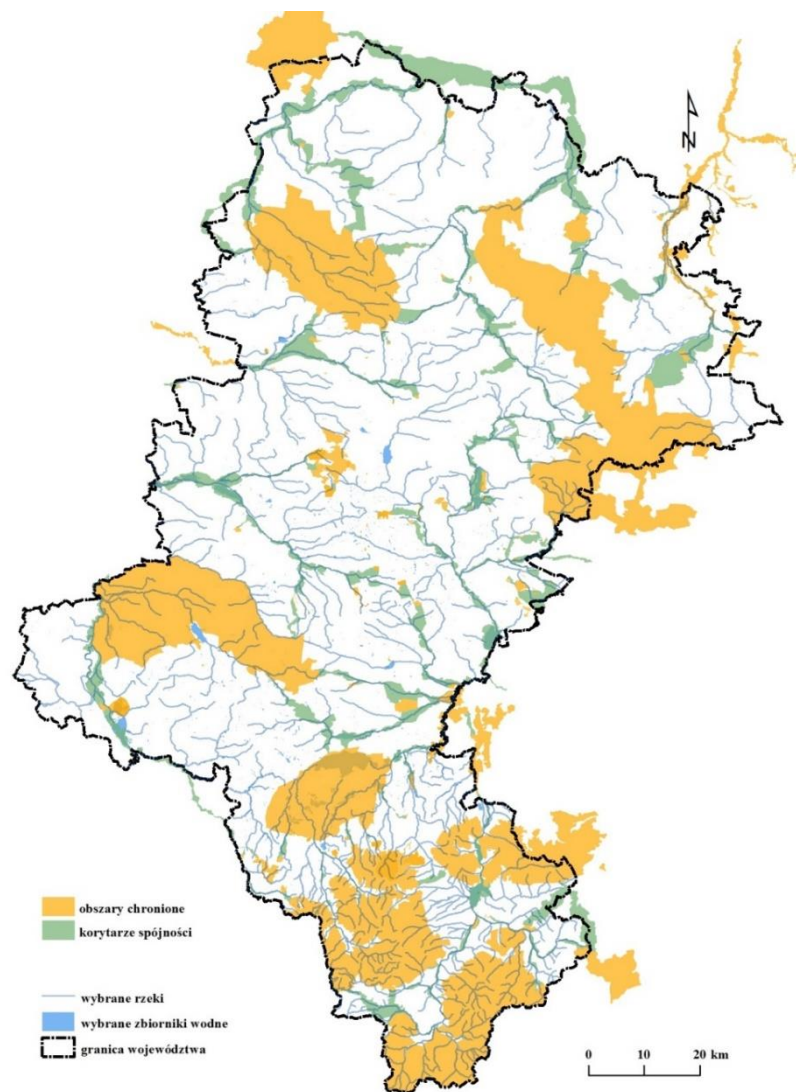 N
obszary chronione
korytarze spójności
wybrane rzeki
wybrane zbiorniki wodne
granica województwa
0 10 20 km